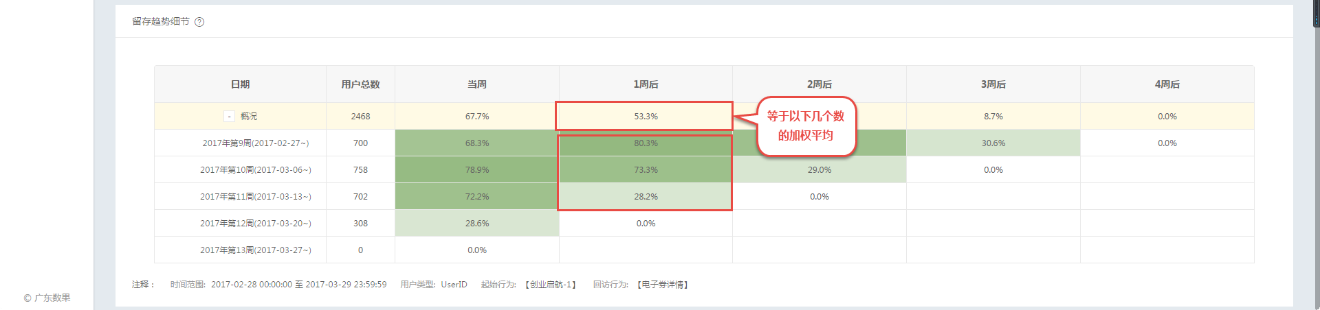 留存趋势细节 ?
日期 用户总数 当周 1周后 2周后 3周后 4周后
- 概况 2468 67.7% 53.3% 8.7% 0.0%
等于以下几个数
的加权平均
2017年第9周(2017-02-27~) 700 68.3% 80.3% 30.6% 0.0%
2017年第10周(2017-03-06~) 758 78.9% 73.3% 29.0% 0.0%
2017年第11周(2017-03-13~) 702 72.2% 28.2% 0.0%
2017年第12周(2017-03-20~) 308 28.6% 0.0%
2017年第13周(2017-03-27~) 0 0.0%
注释： 时间范围: 2017-02-28 00:00:00 至 2017-03-29 23:59:59 用户类型: UserID 起始行为: 【创业启航-1】 回访行为: 【电子券详情】
© 广东数果